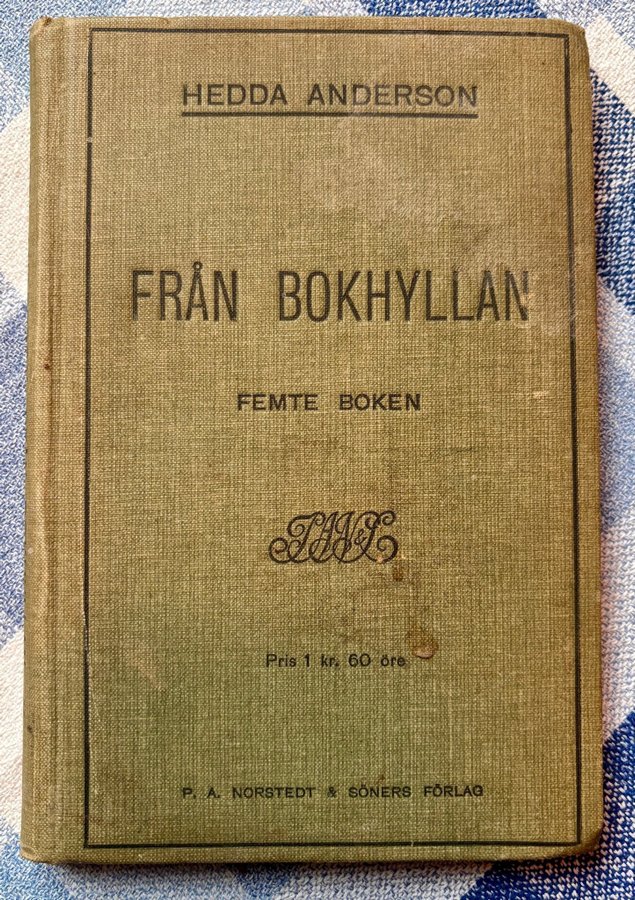 HEDDA ANDERSON
FRÅN BOKHYLLAN
FEMTE BOKEN
P.A.N.&S.
Pris 1 kr. 60 öre
P. A. NORSTEDT & SÖNERS FÖRLAG